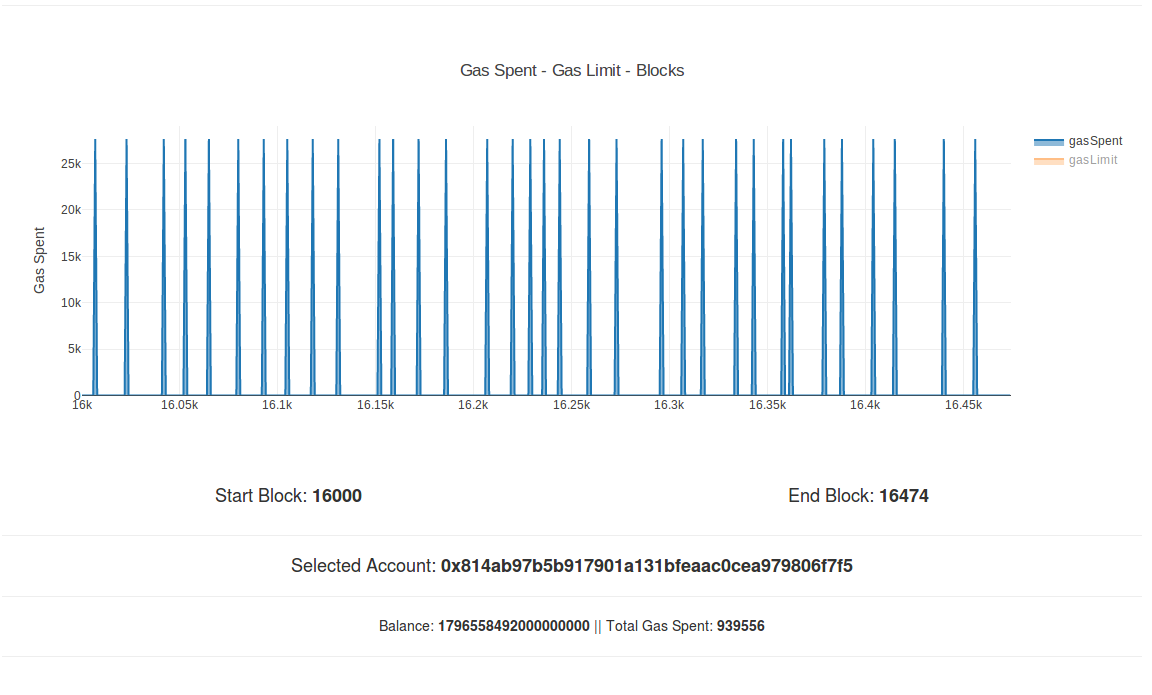 Gas Spent - Gas Limit - Blocks
gasSpent
gasLimit
Gas Spent
25k
20k
15k
10k
5k
0
16k 16.05k 16.1k 16.15k 16.2k 16.25k 16.3k 16.35k 16.4k 16.45k
Start Block: 16000 End Block: 16474
Selected Account: 0x814ab97b5b917901a131bfeaac0cea979806f7f5
Balance: 1796558492000000000 || Total Gas Spent: 939556